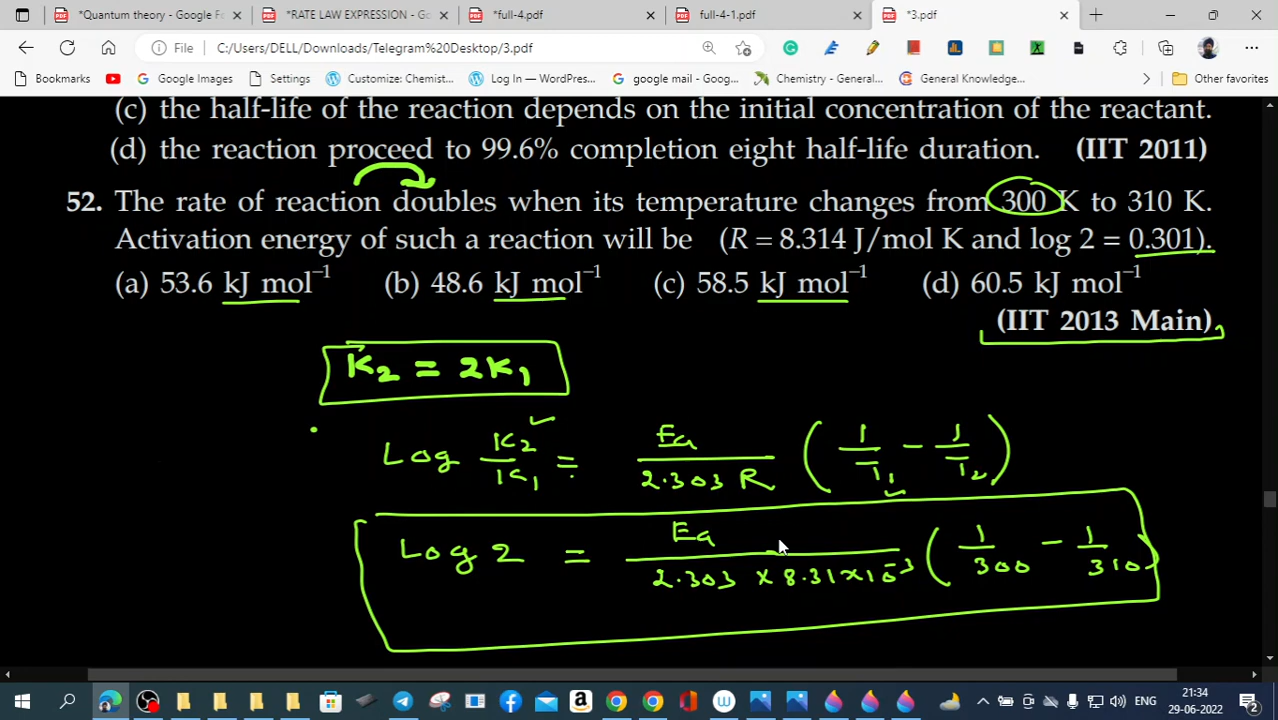 *Quantum theory - Google Fo
*RATE LAW EXPRESSION - Go
*full-4.pdf
full-4-1.pdf
*3.pdf
File C:/Users/DELL/Downloads/Telegram%20Desktop/3.pdf
Bookmarks Google Images Settings Customize: Chemist... Log In — WordPress... google mail - Goog... Chemistry - General... General Knowledge... Other favorites
(c) the half-life of the reaction depends on the initial concentration of the reactant.
(d) the reaction proceed to 99.6% completion eight half-life duration. (IIT 2011)
52. The rate of reaction doubles when its temperature changes from 300 K to 310 K.
Activation energy of such a reaction will be (R = 8.314 J/mol K and log 2 = 0.301).
(a) 53.6 kJ mol⁻¹ (b) 48.6 kJ mol⁻¹ (c) 58.5 kJ mol⁻¹ (d) 60.5 kJ mol⁻¹
(IIT 2013 Main)
K2 = 2K1
Log K2/K1 = Ea/2.303 R (1/T1 - 1/T2)
Log 2 = Ea/2.303 × 8.31×10⁻³ (1/300 - 1/310)
ENG
21:34
29-06-2022
2